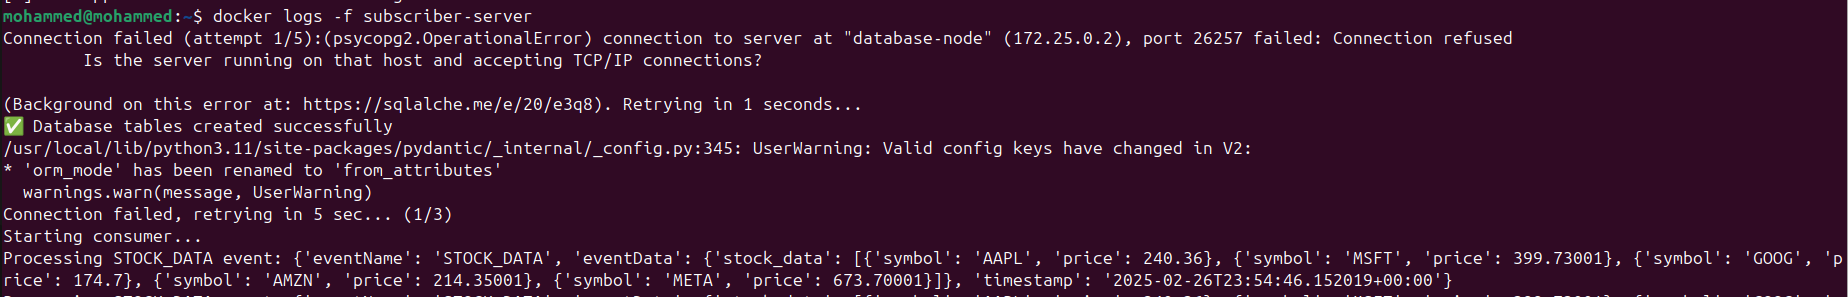 mohammed@mohammed:~$ docker logs -f subscriber-server
Connection failed (attempt 1/5):(psycopg2.OperationalError) connection to server at "database-node" (172.25.0.2), port 26257 failed: Connection refused
        Is the server running on that host and accepting TCP/IP connections?

(Background on this error at: https://sqlalche.me/e/20/e3q8). Retrying in 1 seconds...
✅ Database tables created successfully
/usr/local/lib/python3.11/site-packages/pydantic/_internal/_config.py:345: UserWarning: Valid config keys have changed in V2:
* 'orm_mode' has been renamed to 'from_attributes'
  warnings.warn(message, UserWarning)
Connection failed, retrying in 5 sec... (1/3)
Starting consumer...
Processing STOCK_DATA event: {'eventName': 'STOCK_DATA', 'eventData': {'stock_data': [{'symbol': 'AAPL', 'price': 240.36}, {'symbol': 'MSFT', 'price': 399.73001}, {'symbol': 'GOOG', 'p
rice': 174.7}, {'symbol': 'AMZN', 'price': 214.35001}, {'symbol': 'META', 'price': 673.70001}]}, 'timestamp': '2025-02-26T23:54:46.152019+00:00'}